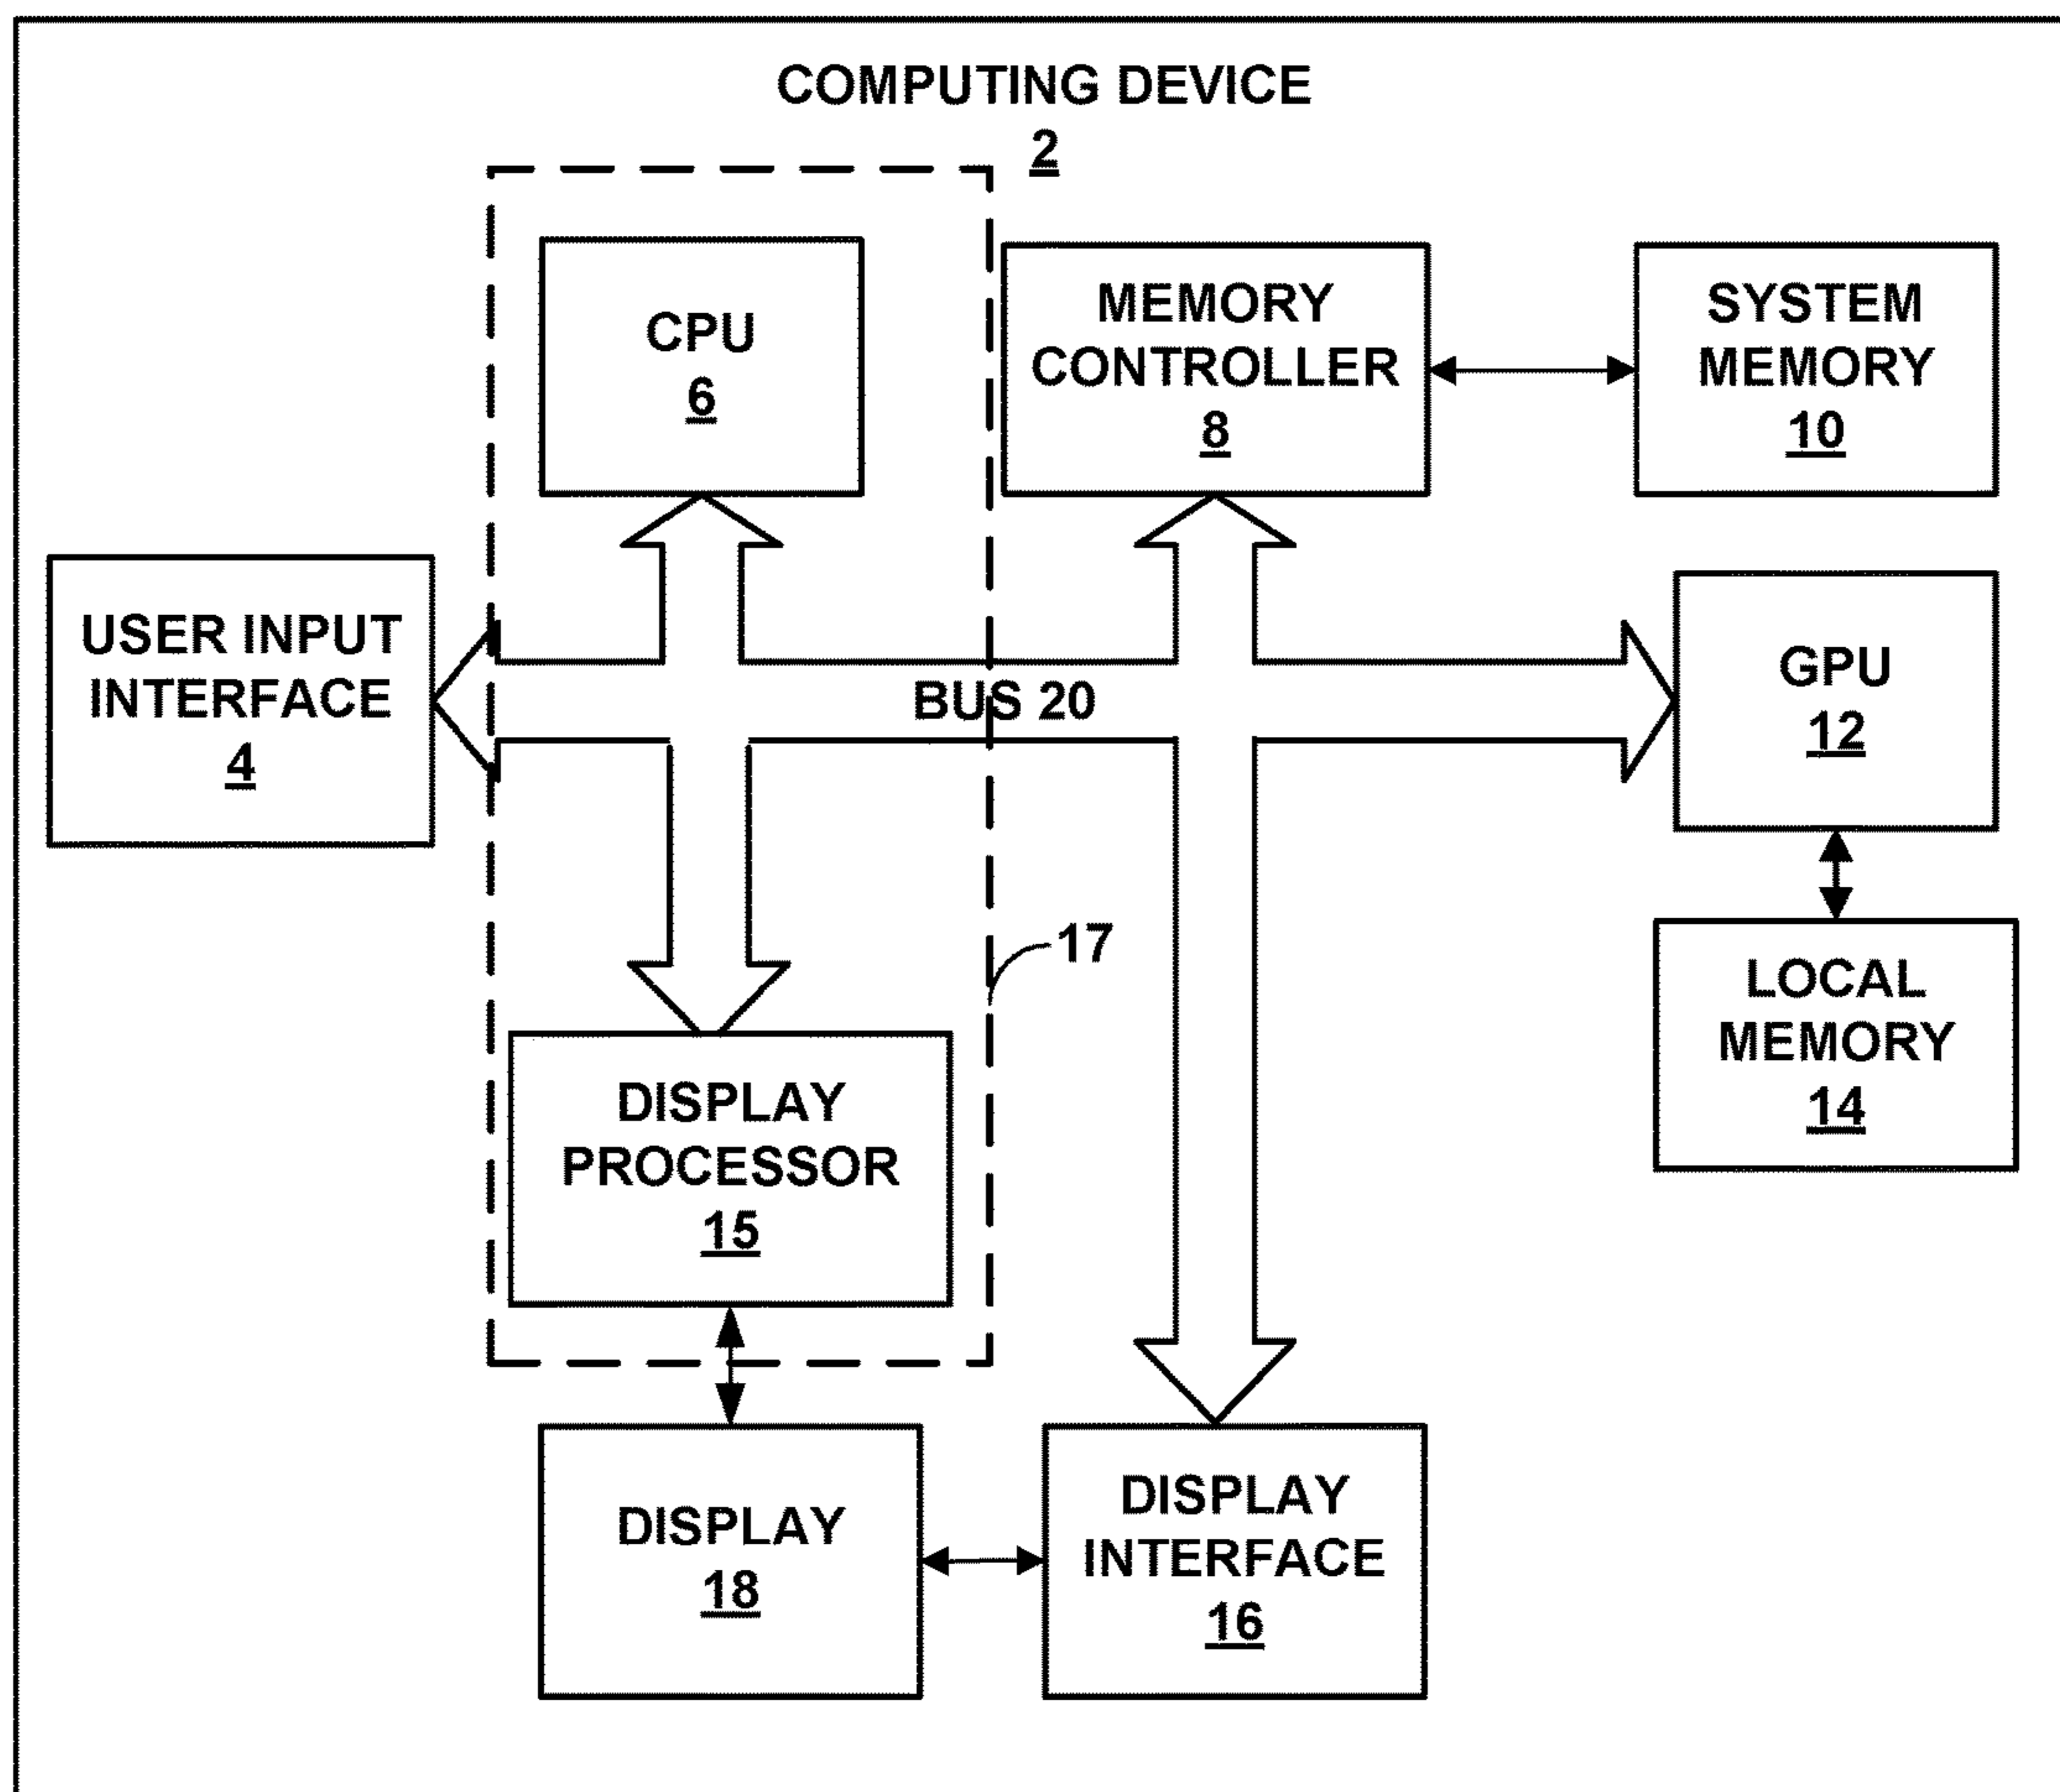 COMPUTING DEVICE
2
CPU
6
MEMORY
CONTROLLER
8
SYSTEM
MEMORY
10
USER INPUT
INTERFACE
4
BUS 20
GPU
12
17
LOCAL
MEMORY
14
DISPLAY
PROCESSOR
15
DISPLAY
18
DISPLAY
INTERFACE
16